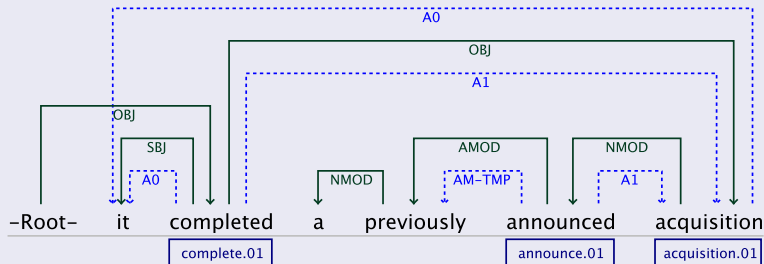 A0
OBJ
A1
OBJ
SBJ AMOD NMOD
A0 NMOD AM-TMP A1
-Root- it completed a previously announced acquisition
complete.01 announce.01 acquisition.01